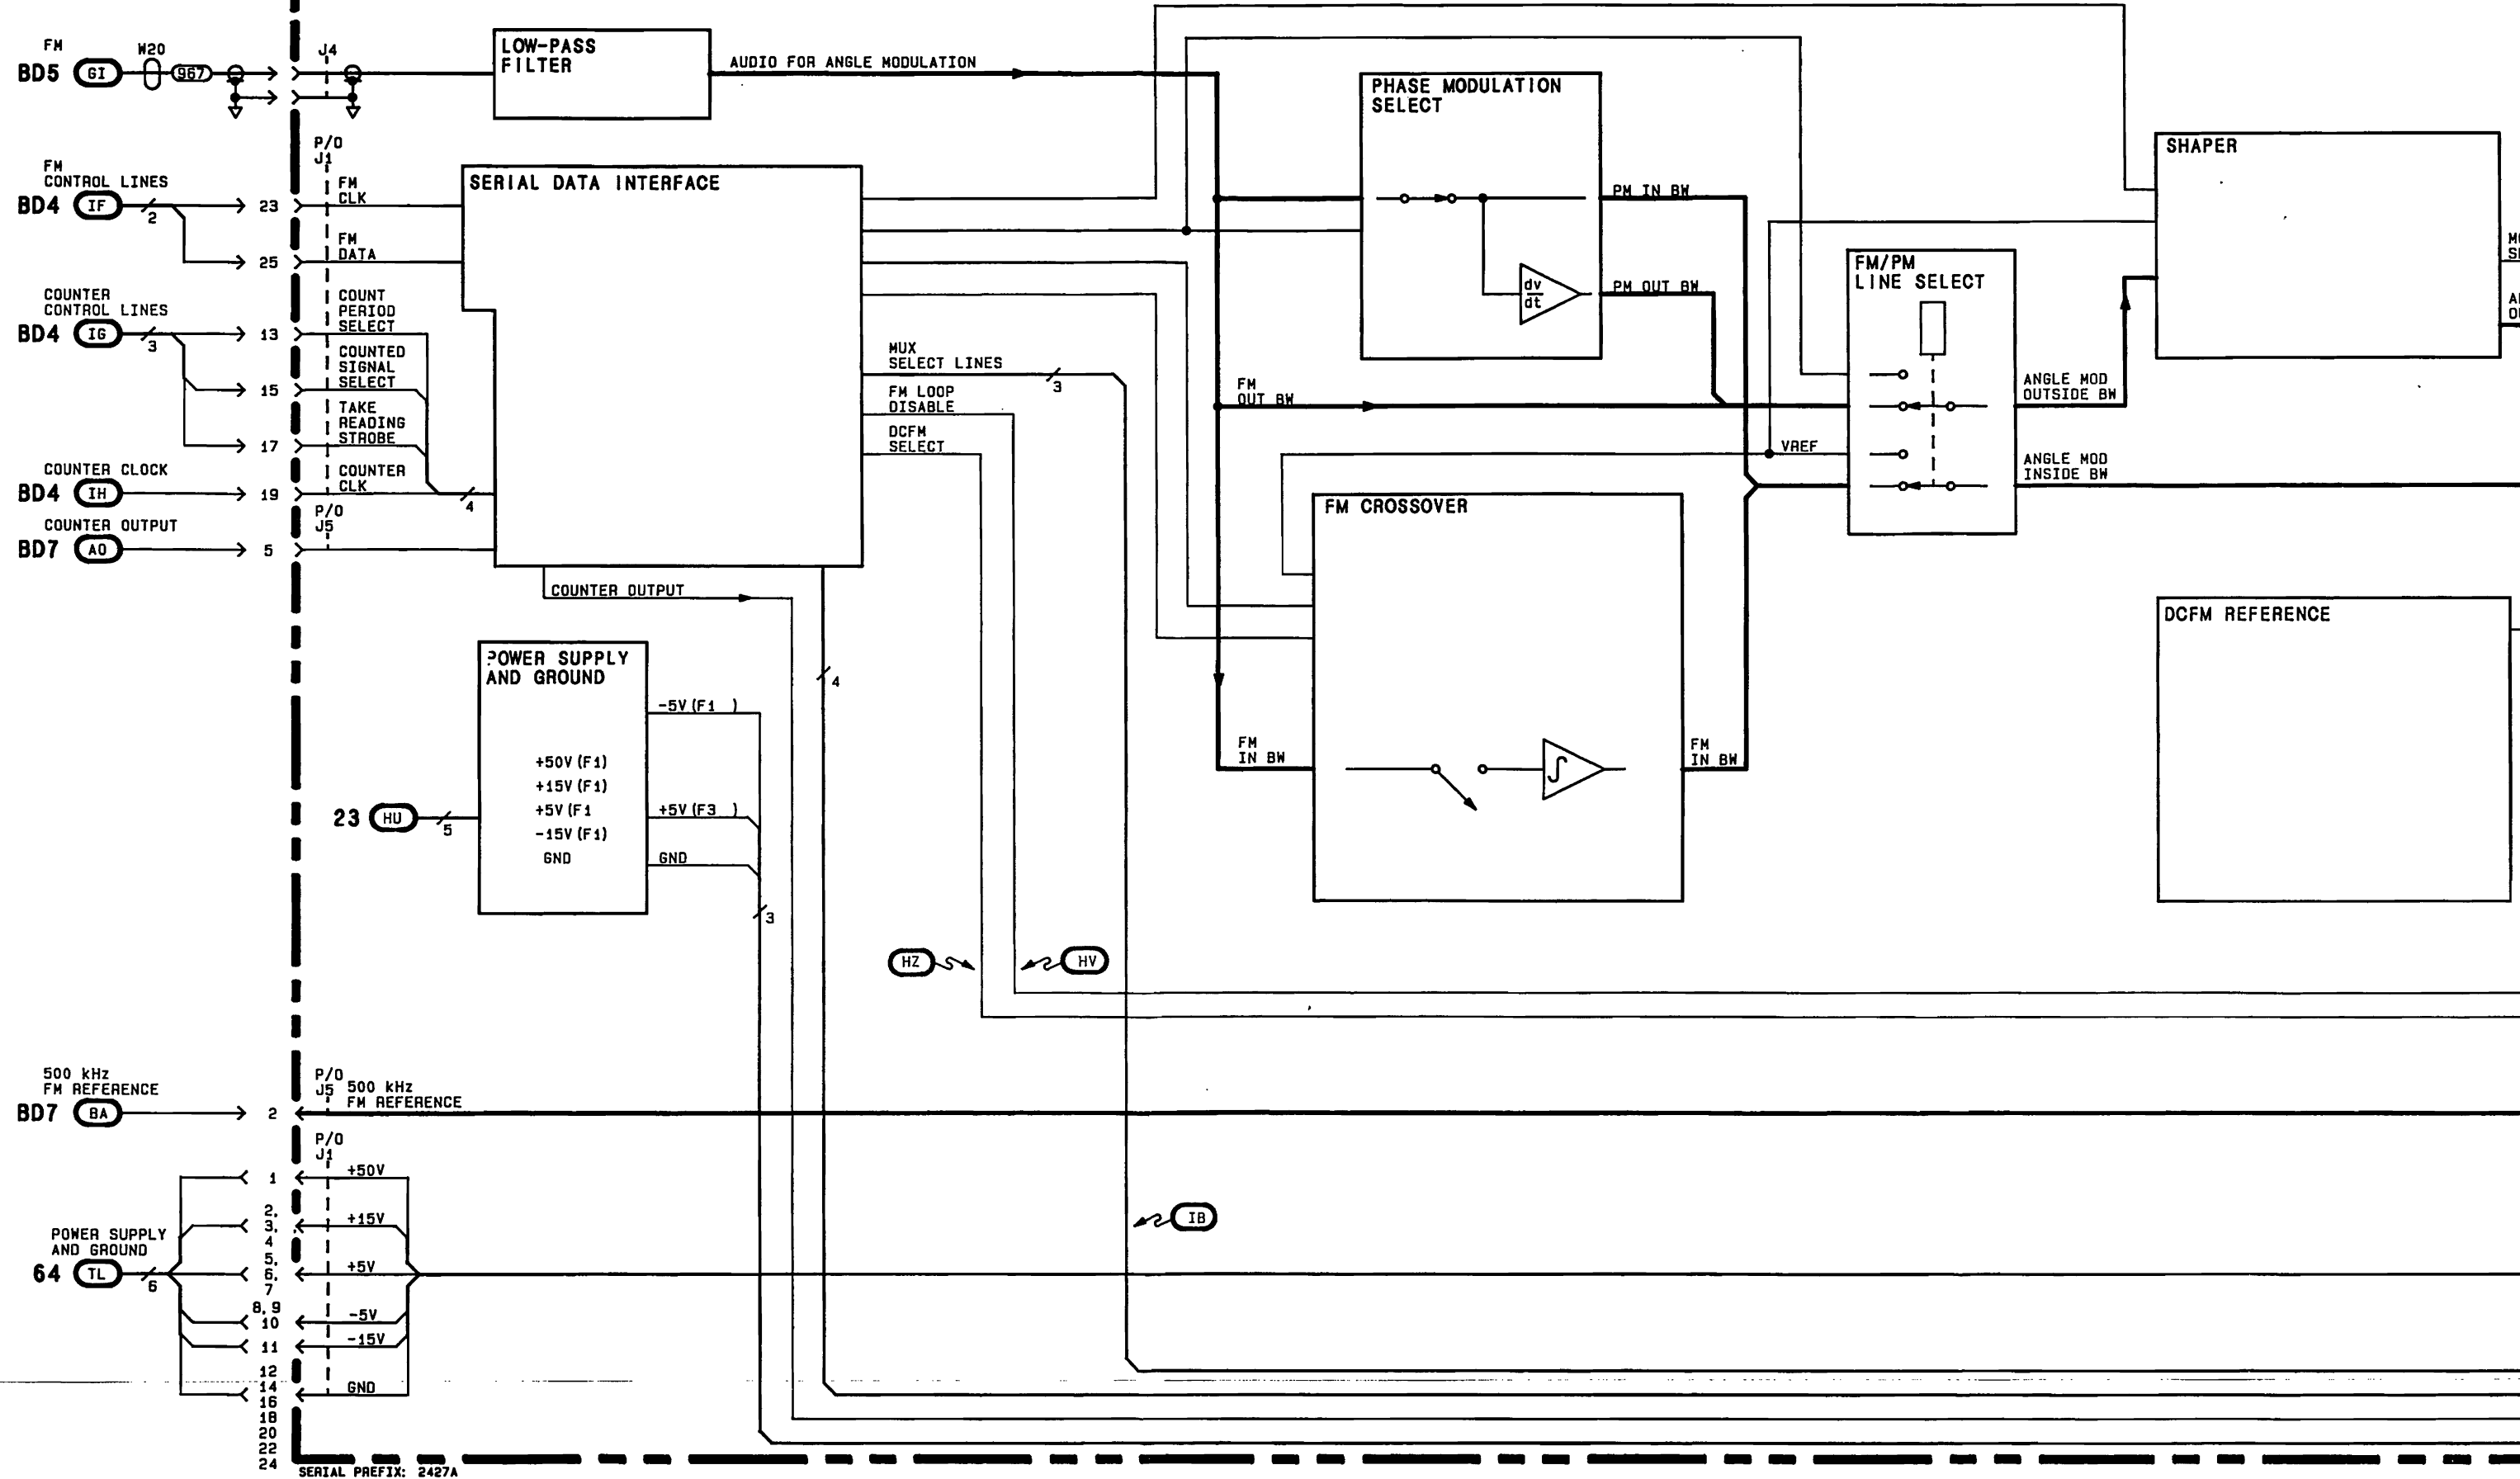 FM
BD5
GI
W20
967
J4
LOW-PASS
FILTER
AUDIO FOR ANGLE MODULATION
PHASE MODULATION
SELECT
dv
dt
PM IN BW
PM OUT BW
SHAPER
P/O
J1
FM
CONTROL LINES
BD4
IF
2
23
FM
CLK
25
FM
DATA
SERIAL DATA INTERFACE
COUNTER
CONTROL LINES
BD4
IG
3
13
COUNT
PERIOD
SELECT
15
COUNTED
SIGNAL
SELECT
17
TAKE
READING
STROBE
COUNTER CLOCK
BD4
IH
19
COUNTER
CLK
4
P/O
J5
COUNTER OUTPUT
BD7
AO
5
MUX
SELECT LINES
3
FM LOOP
DISABLE
DCFM
SELECT
FM
OUT BW
FM/PM
LINE SELECT
VREF
ANGLE MOD
OUTSIDE BW
ANGLE MOD
INSIDE BW
FM CROSSOVER
FM
IN BW
∫
FM
IN BW
DCFM REFERENCE
COUNTER OUTPUT
4
POWER SUPPLY
AND GROUND
-5V (F1 )
+50V (F1)
+15V (F1)
+5V (F1
-15V (F1)
GND
+5V (F3 )
GND
3
23
HU
5
HZ
HV
500 kHz
FM REFERENCE
BD7
BA
2
P/O
J5
500 kHz
FM REFERENCE
P/O
J1
1
+50V
2,
3,
4
+15V
IB
POWER SUPPLY
AND GROUND
64
TL
6
5,
6,
7
+5V
8, 9
10
-5V
11
-15V
12
14
16
18
20
22
24
GND
SERIAL PREFIX: 2427A